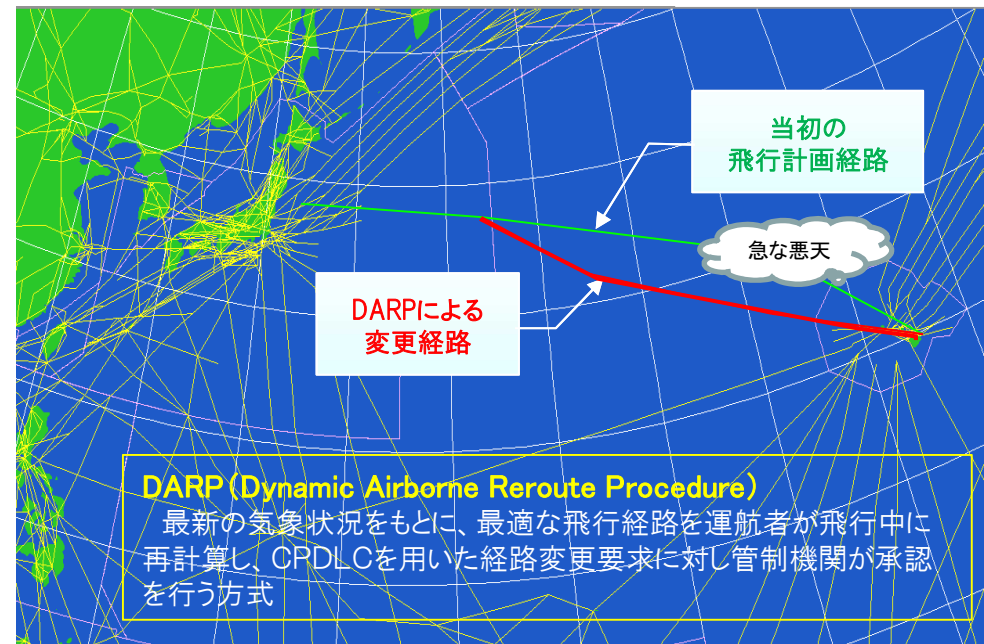 当初の
飛行計画経路
急な悪天
DARPによる
変更経路
DARP(Dynamic Airborne Reroute Procedure)
最新の気象状況をもとに、最適な飛行経路を運航者が飛行中に
再計算し、CPDLCを用いた経路変更要求に対し管制機関が承認
を行う方式